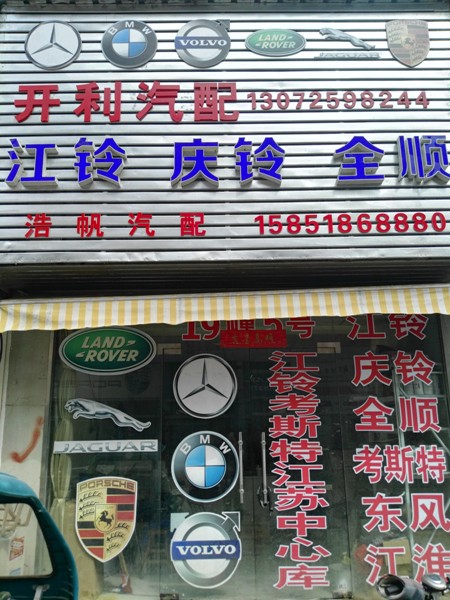 BMW
VOLVO
LAND ROVER
JAGUAR
开利汽配 13072598244
江铃 庆铃 全顺
浩帆汽配 15851868880
LAND ROVER
JAGUAR
PORSCHE
BMW
VOLVO
19幢5号
江铃考斯特江苏中心库
江铃
庆铃
全顺
考斯特
东风
江淮